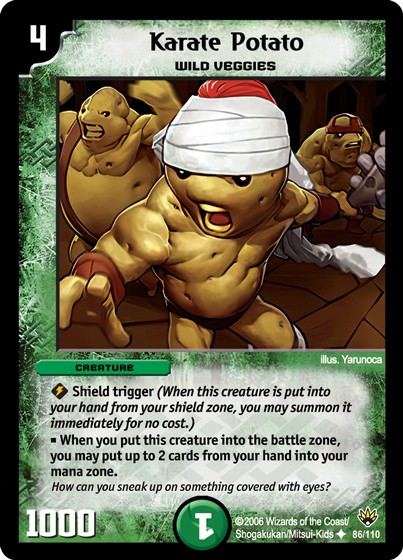 4
Karate Potato
WILD VEGGIES
illus. Yarunoca
CREATURE
Shield trigger (When this creature is put into
your hand from your shield zone, you may summon it
immediately for no cost.)
▪ When you put this creature into the battle zone,
you may put up to 2 cards from your hand into your
mana zone.
How can you sneak up on something covered with eyes?
1000
©2006 Wizards of the Coast/
Shogakukan/Mitsui-Kids ✦ 86/110